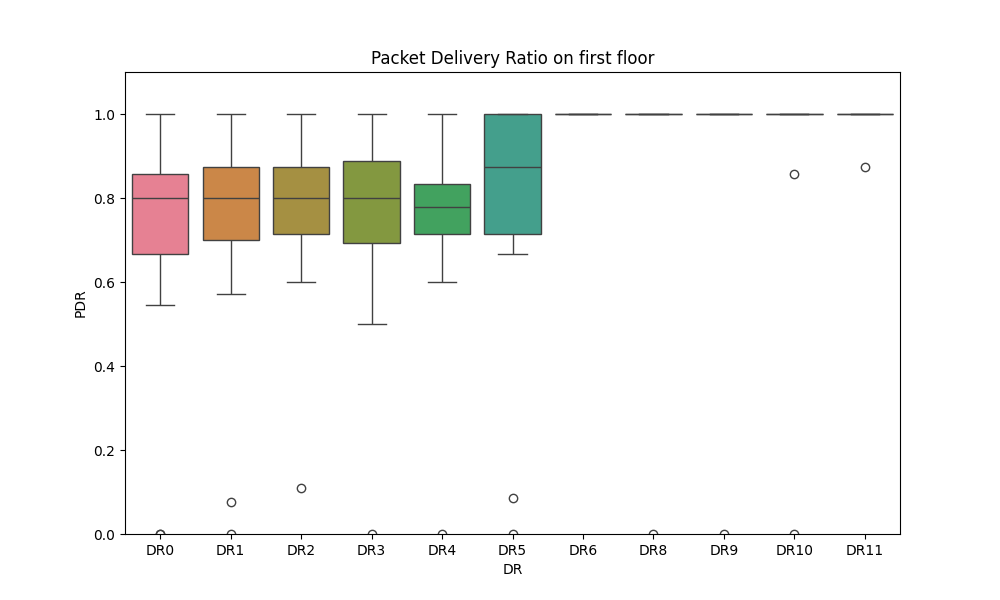 Packet Delivery Ratio on first floor
1.0
0.8
0.6
0.4
0.2
0.0
PDR
DR0 DR1 DR2 DR3 DR4 DR5 DR6 DR8 DR9 DR10 DR11
DR